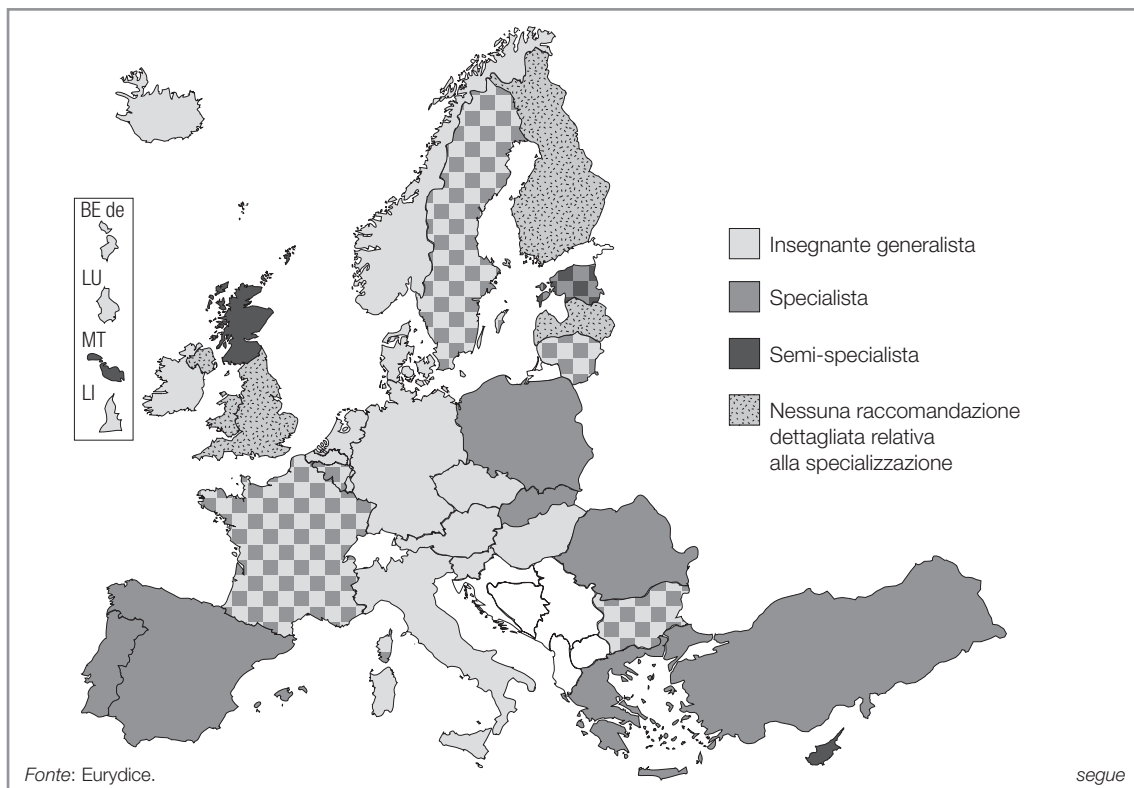 BE de
LU
MT
LI
Insegnante generalista
Specialista
Semi-specialista
Nessuna raccomandazione
dettagliata relativa
alla specializzazione
Fonte: Eurydice.
segue